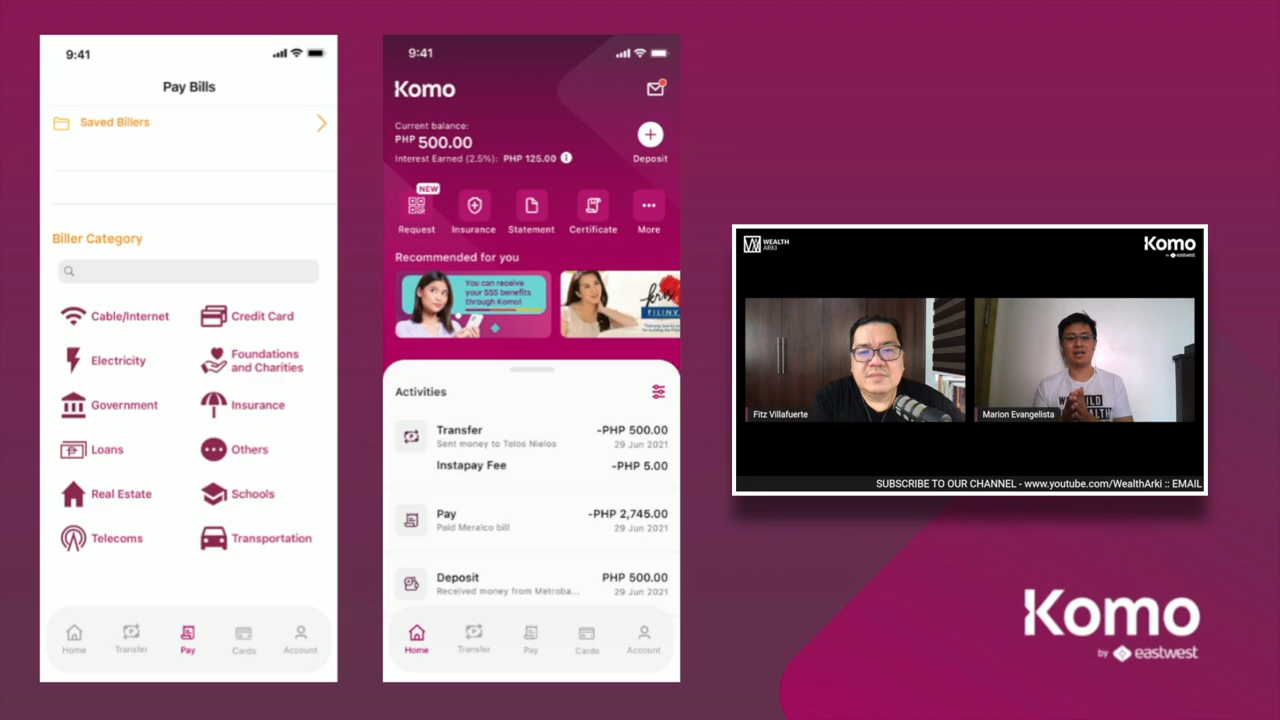 9:41
Pay Bills
Saved Billers
Biller Category
Cable/Internet
Credit Card
Electricity
Foundations
and Charities
Government
Insurance
Loans
Others
Real Estate
Schools
Telecoms
Transportation
Home
Transfer
Pay
Cards
Account
9:41
Komo
Current balance:
PHP 500.00
Interest Earned (2.5%): PHP 125.00
Deposit
NEW
Request
Insurance
Statement
Certificate
More
Recommended for you
You can receive
your SSS benefits
through Komo!
FILINV
Activities
Transfer
-PHP 500.00
Sent money to Telos Nielos
29 Jun 2021
Instapay Fee
-PHP 5.00
Pay
-PHP 2,745.00
Paid Meralco bill
29 Jun 2021
Deposit
PHP 500.00
Received money from Metroba...
29 Jun 2021
Home
Transfer
Pay
Cards
Account
WEALTH
ARKI
Komo
by eastwest
Fitz Villafuerte
Marion Evangelista
SUBSCRIBE TO OUR CHANNEL - www.youtube.com/WealthArki :: EMAIL
Komo
by eastwest